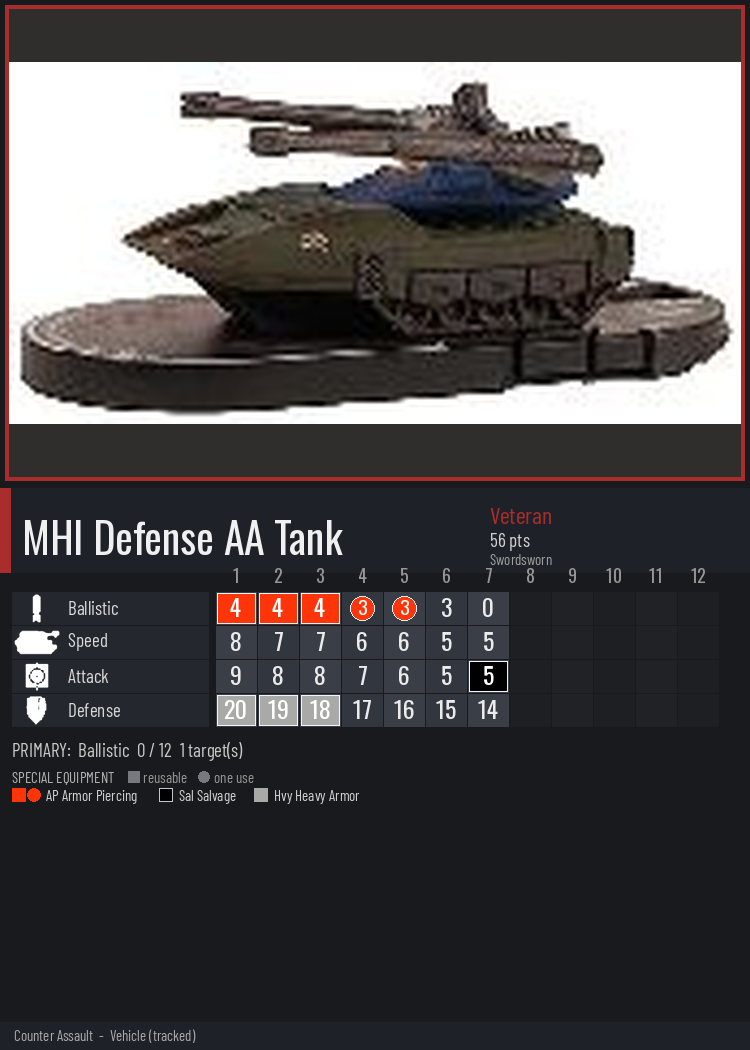 MHI Defense AA Tank
Veteran
56 pts
Swordsworn
1 2 3 4 5 6 7 8 9 10 11 12
Ballistic 4 4 4 3 3 3 0
Speed 8 7 7 6 6 5 5
Attack 9 8 8 7 6 5 5
Defense 20 19 18 17 16 15 14
PRIMARY: Ballistic 0 / 12 1 target(s)
SPECIAL EQUIPMENT reusable one use
AP Armor Piercing Sal Salvage Hvy Heavy Armor
Counter Assault - Vehicle (tracked)